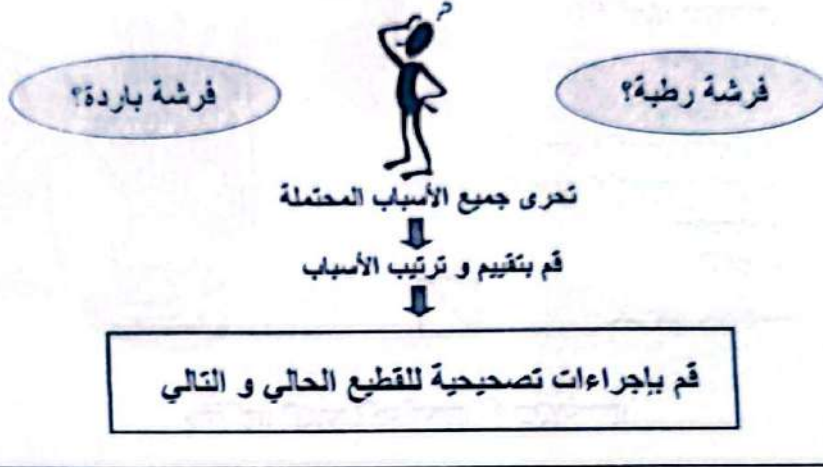 ؟
فرشة رطبة؟
فرشة باردة؟
تحرى جميع الأسباب المحتملة
قم بتقييم و ترتيب الأسباب
قم بإجراءات تصحيحية للقطيع الحالي و التالي